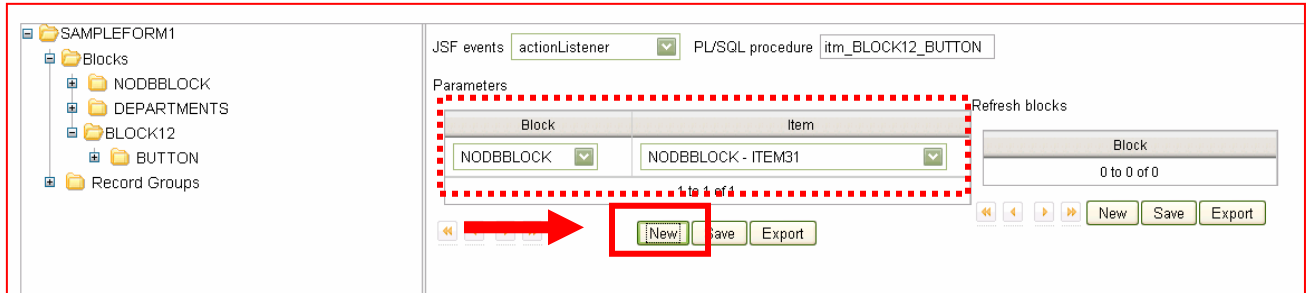 SAMPLEFORM1
Blocks
NODBBLOCK
DEPARTMENTS
BLOCK12
BUTTON
Record Groups
JSF events actionListener PL/SQL procedure itm_BLOCK12_BUTTON
Parameters
Block Item
NODBBLOCK NODBBLOCK - ITEM31
1 to 1 of 1
New Save Export
Refresh blocks
Block
0 to 0 of 0
New Save Export